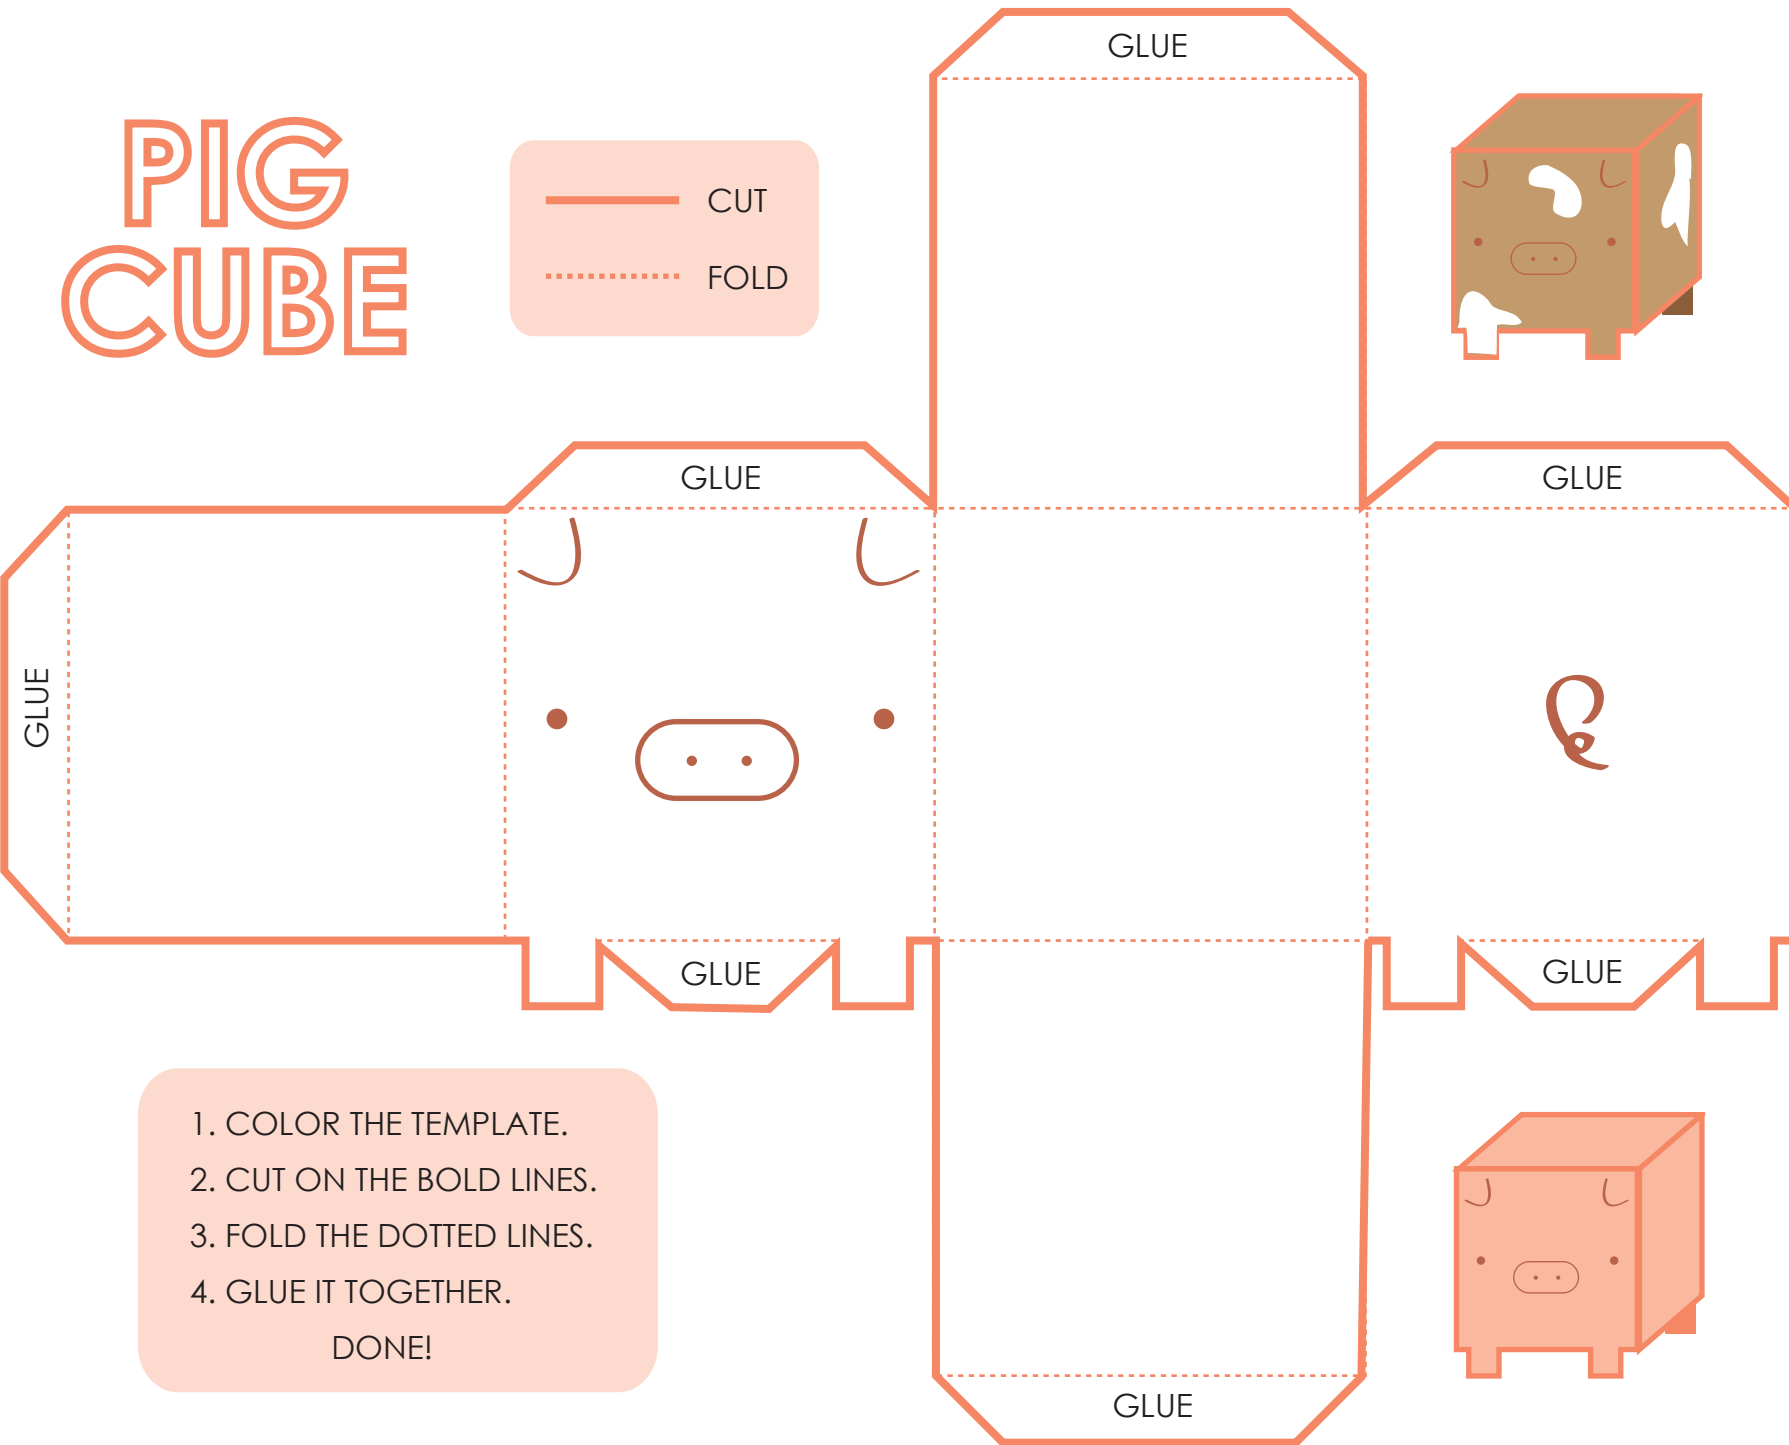 PIG
CUBE
CUT
FOLD
GLUE
GLUE
GLUE
GLUE
GLUE
GLUE
1. COLOR THE TEMPLATE.
2. CUT ON THE BOLD LINES.
3. FOLD THE DOTTED LINES.
4. GLUE IT TOGETHER.
DONE!
GLUE